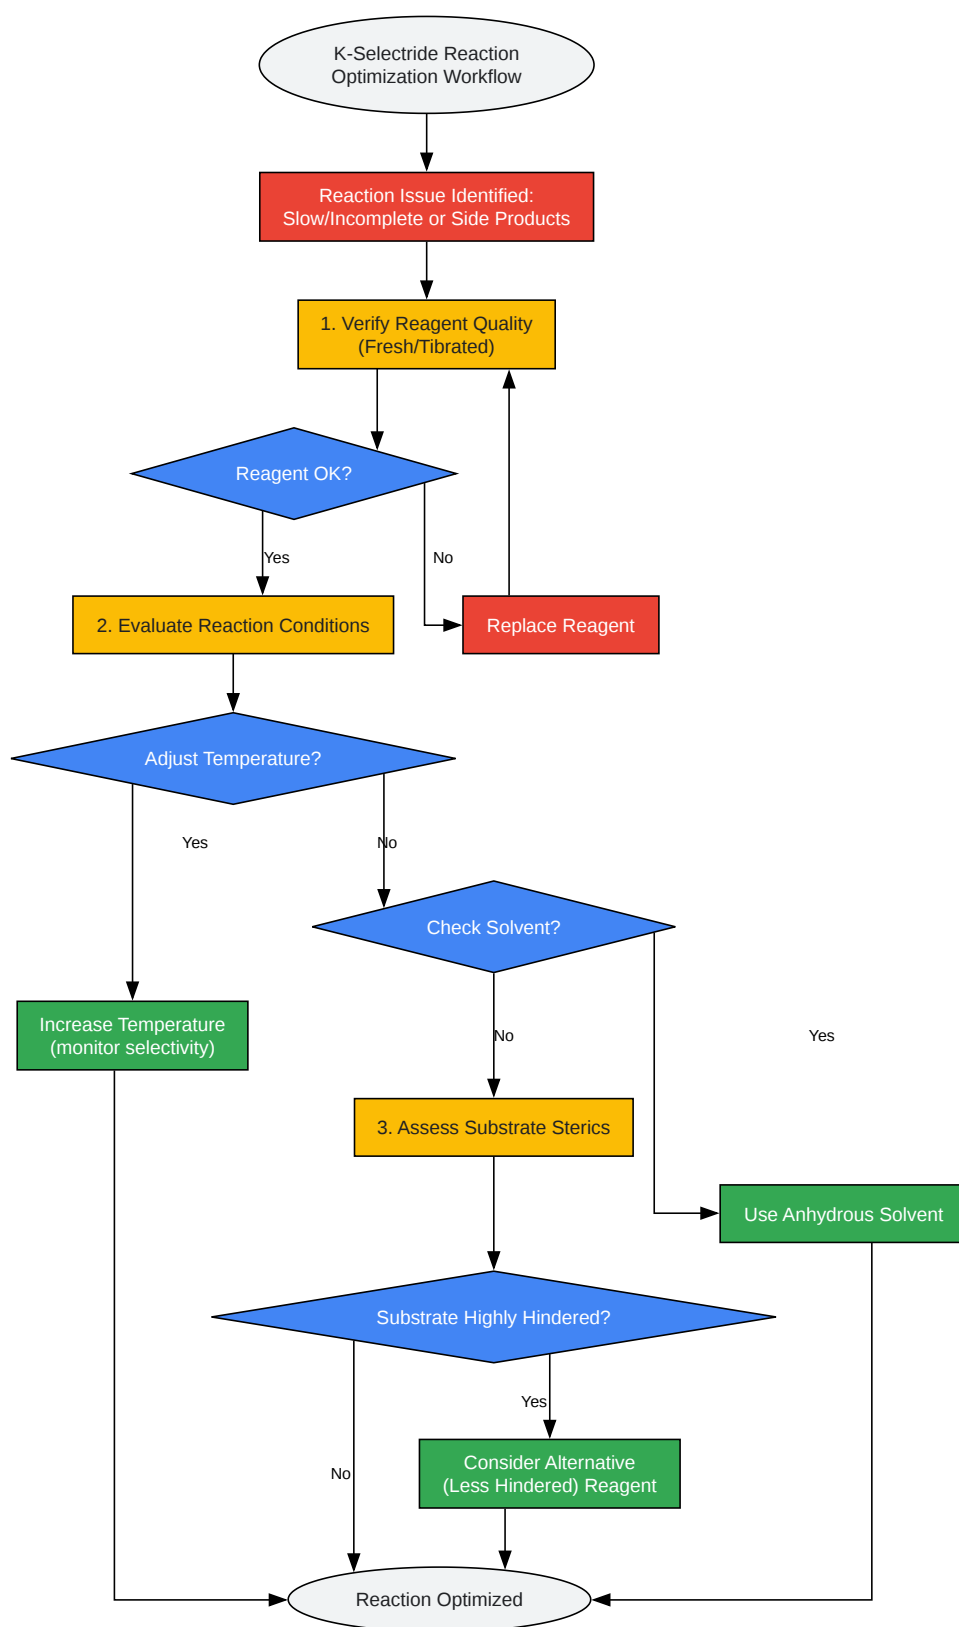 K-Selectride Reaction
Optimization Workflow
Reaction Issue Identified:
Slow/Incomplete or Side Products
1. Verify Reagent Quality
(Fresh/Tibrated)
Reagent OK?
Yes
No
2. Evaluate Reaction Conditions
Replace Reagent
Adjust Temperature?
Yes
No
Check Solvent?
Increase Temperature
(monitor selectivity)
No
Yes
3. Assess Substrate Sterics
Use Anhydrous Solvent
Substrate Highly Hindered?
Yes
No
Consider Alternative
(Less Hindered) Reagent
Reaction Optimized